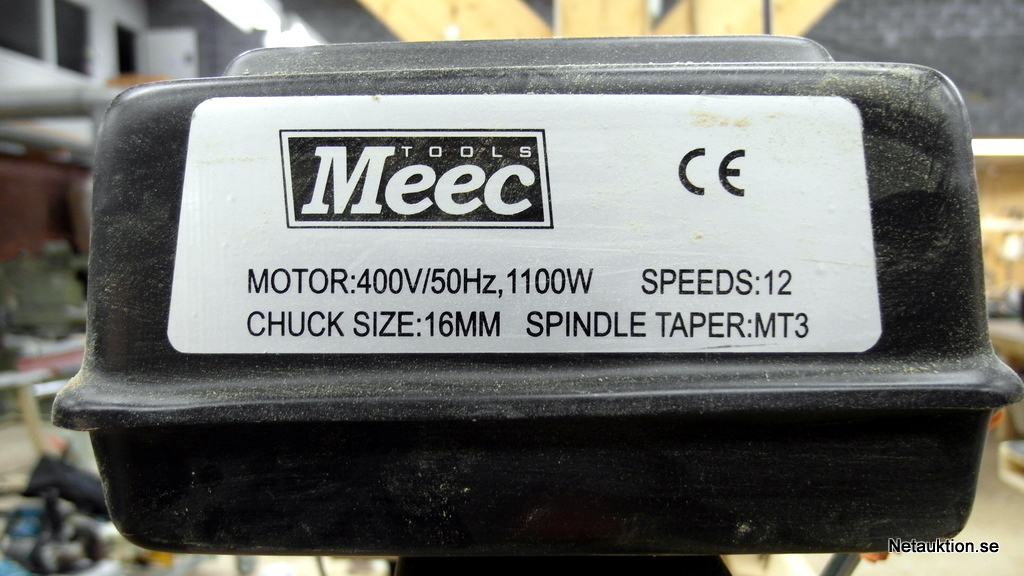 TOOLS
Meec
CE
MOTOR:400V/50Hz,1100W SPEEDS:12
CHUCK SIZE:16MM SPINDLE TAPER:MT3
Netauktion.se